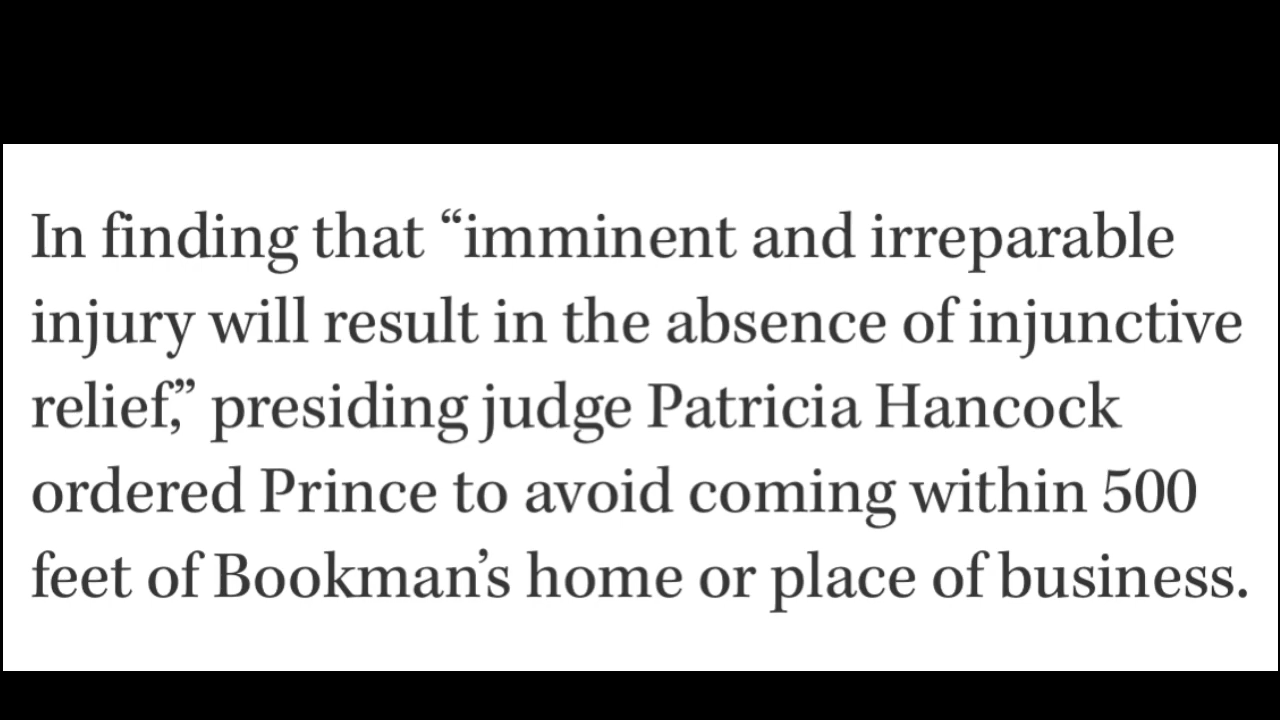 In finding that “imminent and irreparable
injury will result in the absence of injunctive
relief,” presiding judge Patricia Hancock
ordered Prince to avoid coming within 500
feet of Bookman’s home or place of business.